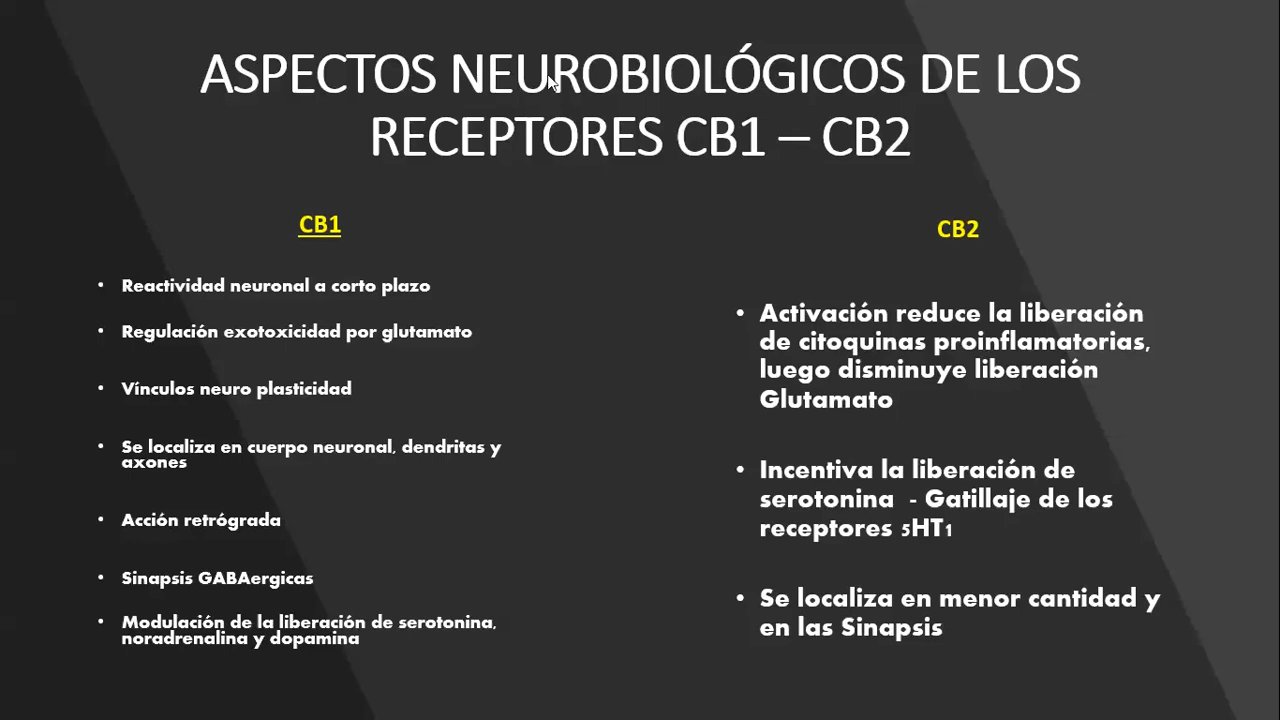 ASPECTOS NEUROBIOLÓGICOS DE LOS
RECEPTORES CB1 – CB2
CB1
• Reactividad neuronal a corto plazo
• Regulación exotoxicidad por glutamato
• Vínculos neuro plasticidad
• Se localiza en cuerpo neuronal, dendritas y
axones
• Acción retrógrada
• Sinapsis GABAergicas
• Modulación de la liberación de serotonina,
noradrenalina y dopamina
CB2
• Activación reduce la liberación
de citoquinas proinflamatorias,
luego disminuye liberación
Glutamato
• Incentiva la liberación de
serotonina - Gatillaje de los
receptores 5HT1
• Se localiza en menor cantidad y
en las Sinapsis